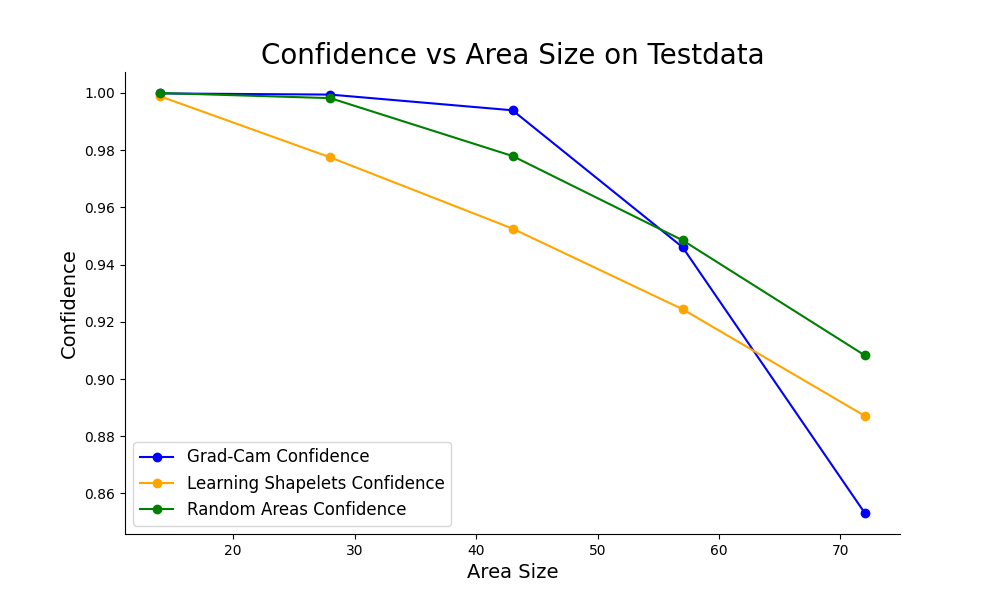 Confidence vs Area Size on Testdata
Confidence
1.00
0.98
0.96
0.94
0.92
0.90
0.88
0.86
Grad-Cam Confidence
Learning Shapelets Confidence
Random Areas Confidence
20 30 40 50 60 70
Area Size